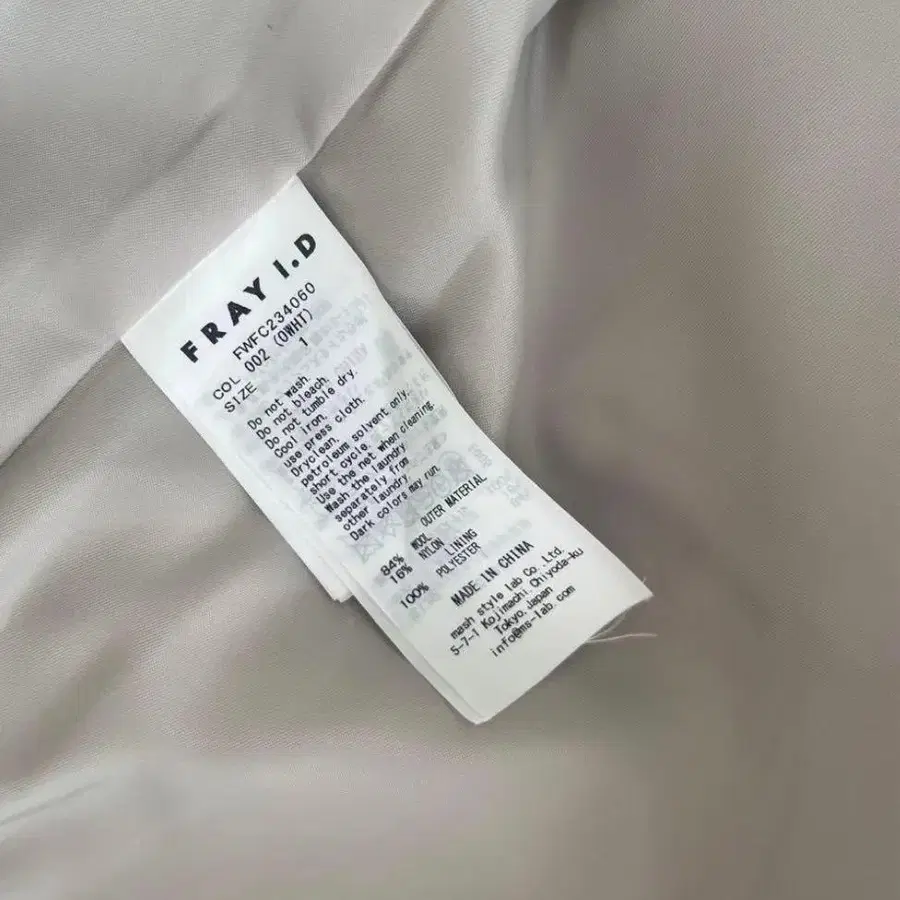 FRAY I.D
FWFC234060
COL 002 (OWHT)
SIZE 1
Do not wash.
Do not bleach.
Do not tumble dry.
Cool iron.
use press cloth.
Dryclean.
petroleum solvent only.
short cycle.
Use the net when cleaning.
Wash the laundry
separately from
other laundry.
Dark colors may run.
OUTER MATERIAL
84% WOOL
16% NYLON
LINING
100% POLYESTER
MADE IN CHINA
mash style lab Co., Ltd.
5-7-1 Kojimachi, Chiyoda-ku
Tokyo, Japan
info@ms-lab.com